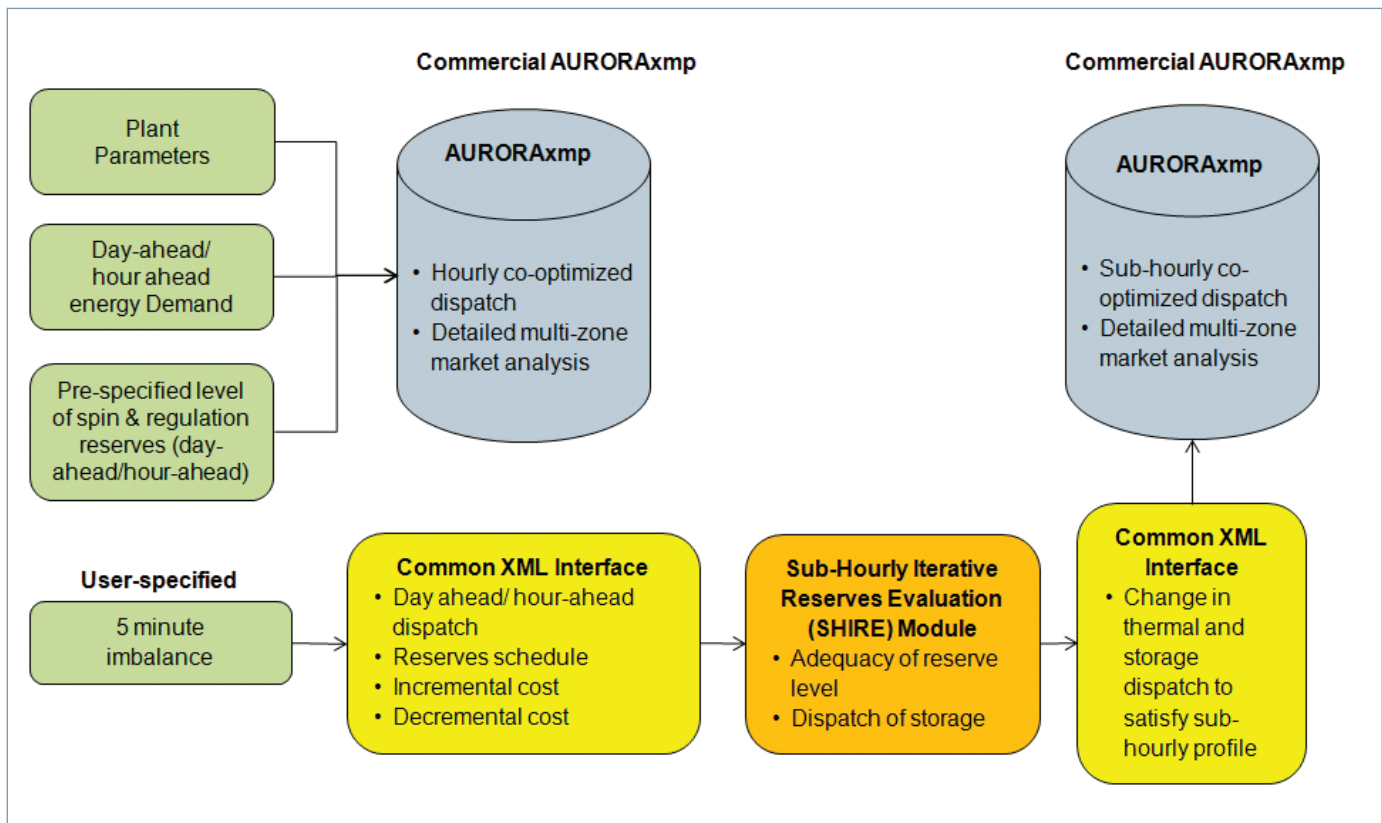 Commercial AURORAxmp
Commercial AURORAxmp
Plant
Parameters
Day-ahead/
hour ahead
energy Demand
Pre-specified level
of spin & regulation
reserves (day-
ahead/hour-ahead)
AURORAxmp
• Hourly co-optimized
dispatch
• Detailed multi-zone
market analysis
AURORAxmp
• Sub-hourly co-
optimized dispatch
• Detailed multi-zone
market analysis
User-specified
5 minute
imbalance
Common XML Interface
• Day ahead/ hour-ahead
dispatch
• Reserves schedule
• Incremental cost
• Decremental cost
Sub-Hourly Iterative
Reserves Evaluation
(SHIRE) Module
• Adequacy of reserve
level
• Dispatch of storage
Common XML
Interface
• Change in
thermal and
storage
dispatch to
satisfy sub-
hourly profile